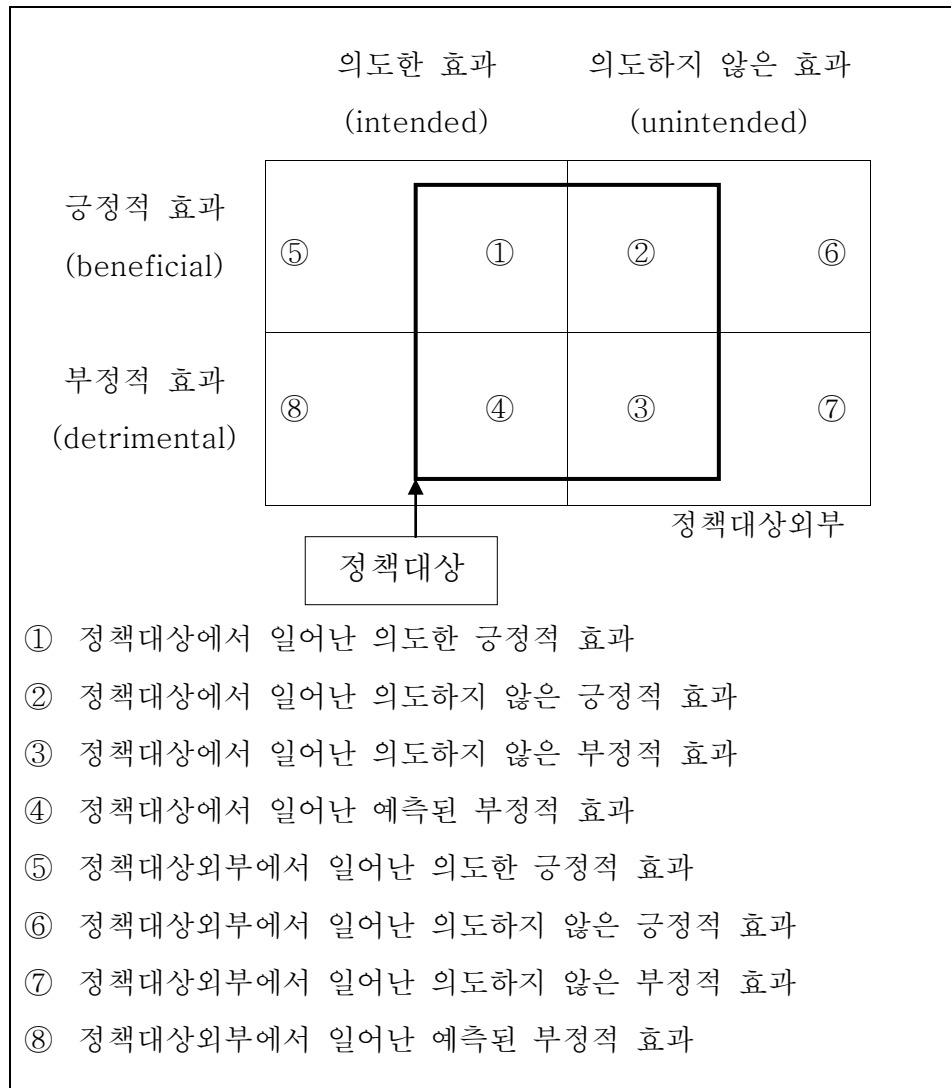 의도한 효과 의도하지 않은 효과
(intended) (unintended)
긍정적 효과
(beneficial)
⑤ ① ② ⑥
부정적 효과
(detrimental)
⑧ ④ ③ ⑦
정책대상외부
정책대상
① 정책대상에서 일어난 의도한 긍정적 효과
② 정책대상에서 일어난 의도하지 않은 긍정적 효과
③ 정책대상에서 일어난 의도하지 않은 부정적 효과
④ 정책대상에서 일어난 예측된 부정적 효과
⑤ 정책대상외부에서 일어난 의도한 긍정적 효과
⑥ 정책대상외부에서 일어난 의도하지 않은 긍정적 효과
⑦ 정책대상외부에서 일어난 의도하지 않은 부정적 효과
⑧ 정책대상외부에서 일어난 예측된 부정적 효과